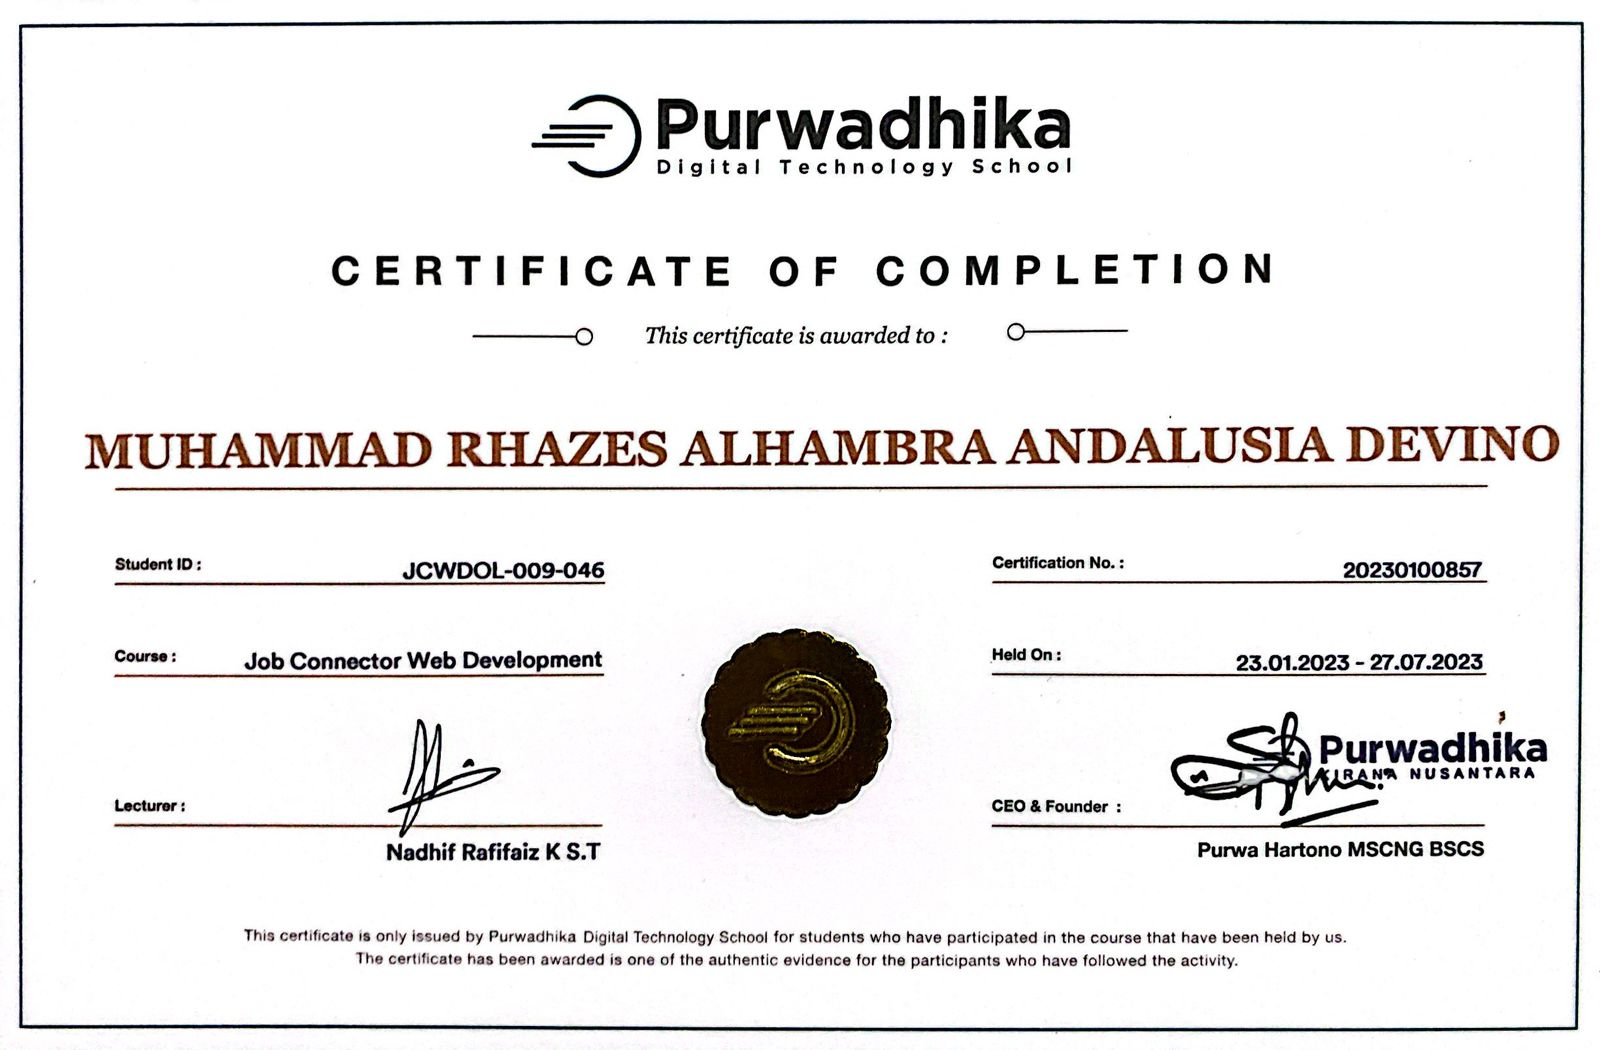 Purwadhika
Digital Technology School
CERTIFICATE OF COMPLETION
This certificate is awarded to :
MUHAMMAD RHAZES ALHAMBRA ANDALUSIA DEVINO
Student ID : JCWDOL-009-046
Certification No. : 20230100857
Course : Job Connector Web Development
Held On : 23.01.2023 - 27.07.2023
Purwadhika
KIRANA NUSANTARA
Lecturer :
CEO & Founder :
Nadhif Rafifaiz K S.T
Purwa Hartono MSCNG BSCS
This certificate is only issued by Purwadhika Digital Technology School for students who have participated in the course that have been held by us.
The certificate has been awarded is one of the authentic evidence for the participants who have followed the activity.